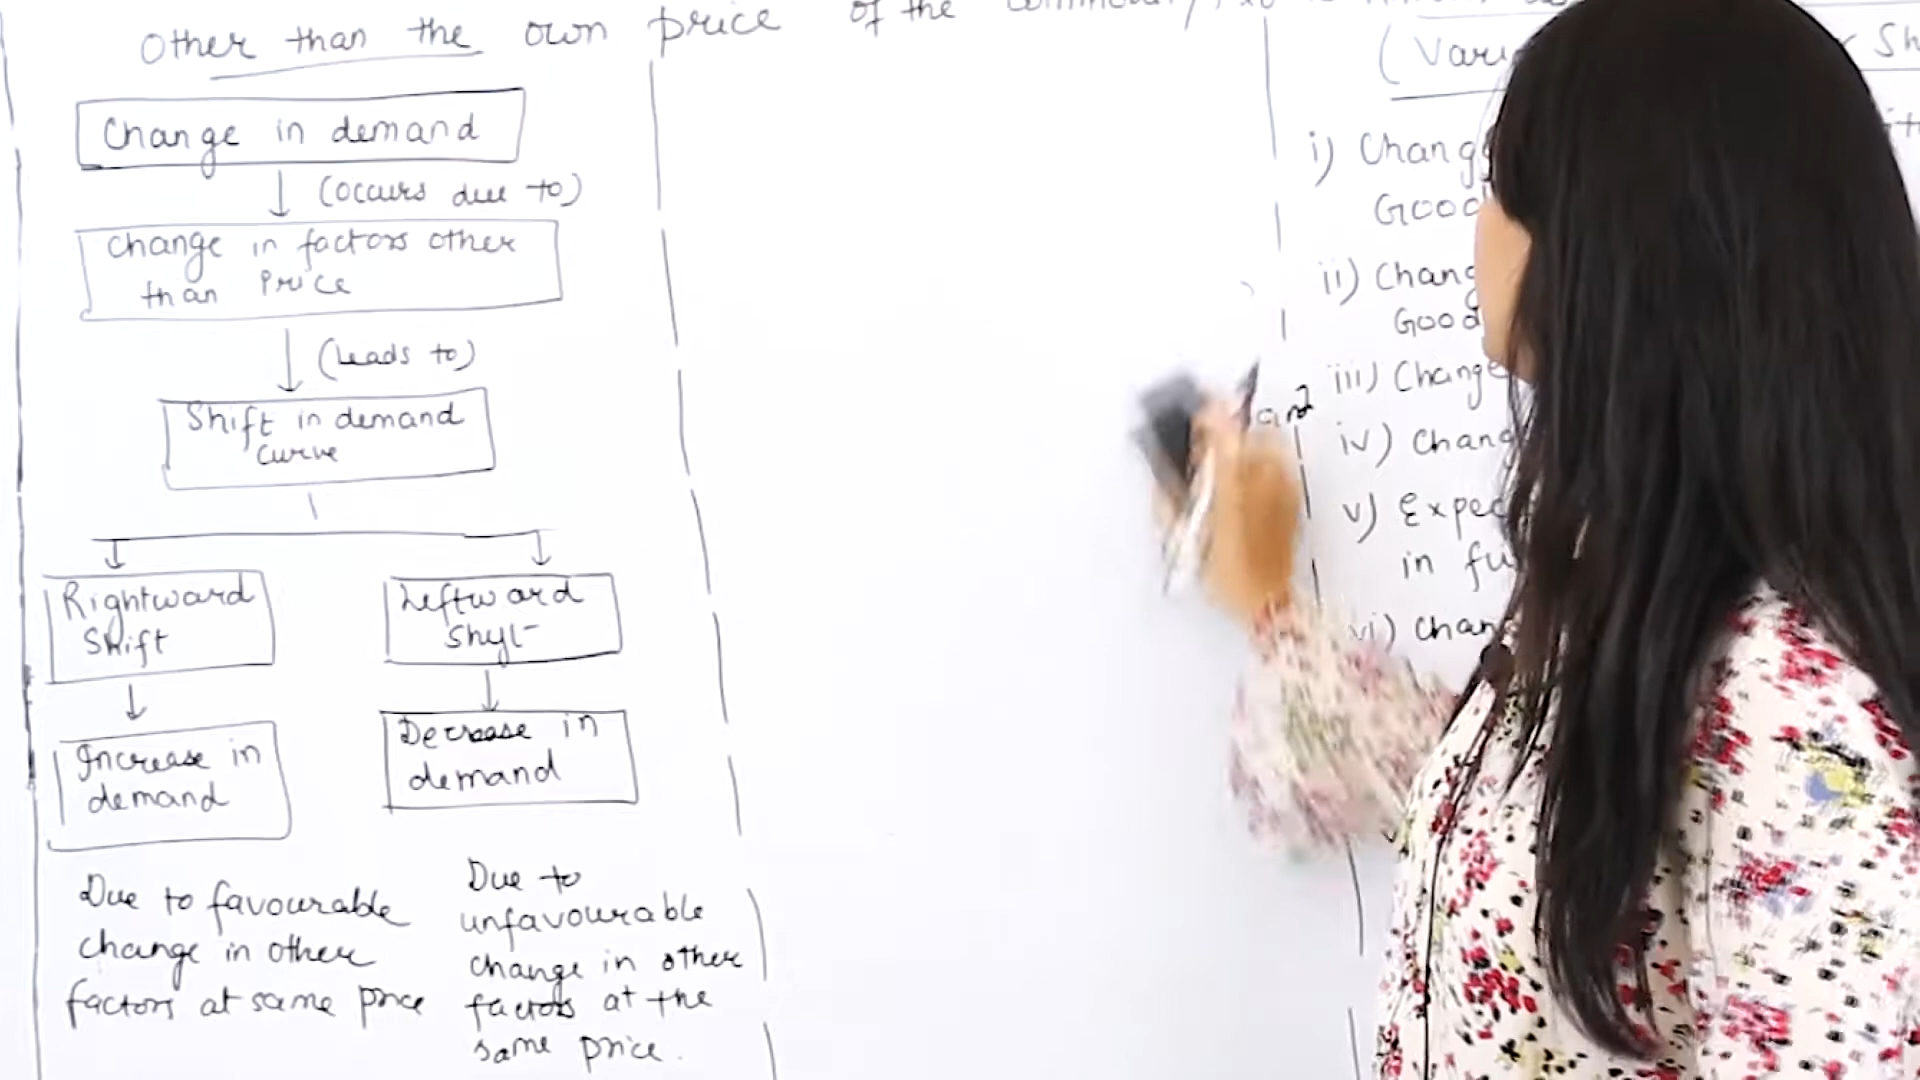 Other than the own price of the
Change in demand
(occurs due to)
Change in factors other
than Price
(leads to)
Shift in demand
Curve
Rightward
Shift
Leftward
Shift
Increase in
demand
Decrease in
demand
Due to favourable
change in other
factors at same price
Due to
unfavourable
change in other
factors at the
same price.
(Vari
Sh
i) Chang
Good
ii) Chang
Good
iii) Change
iv) Chang
v) Expec
in fu
vi) Chan
and